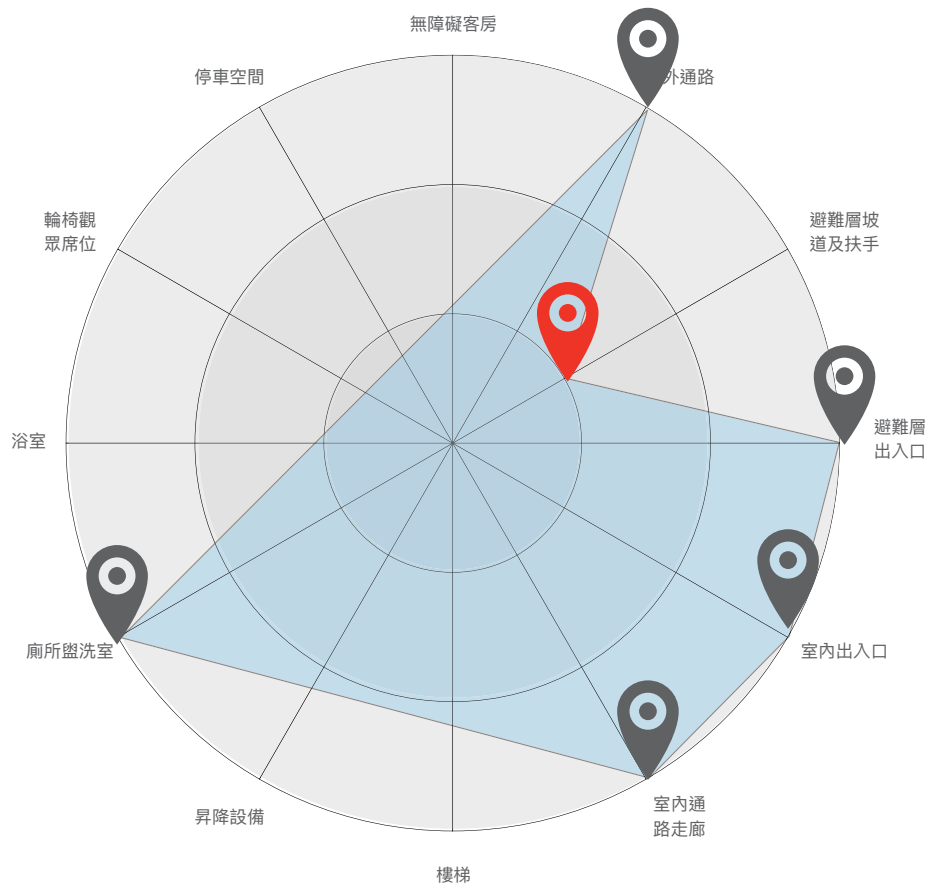 無障礙客房
外通路
避難層坡
道及扶手
避難層
出入口
室內出入口
室內通
路走廊
樓梯
昇降設備
廁所盥洗室
浴室
輪椅觀
眾席位
停車空間